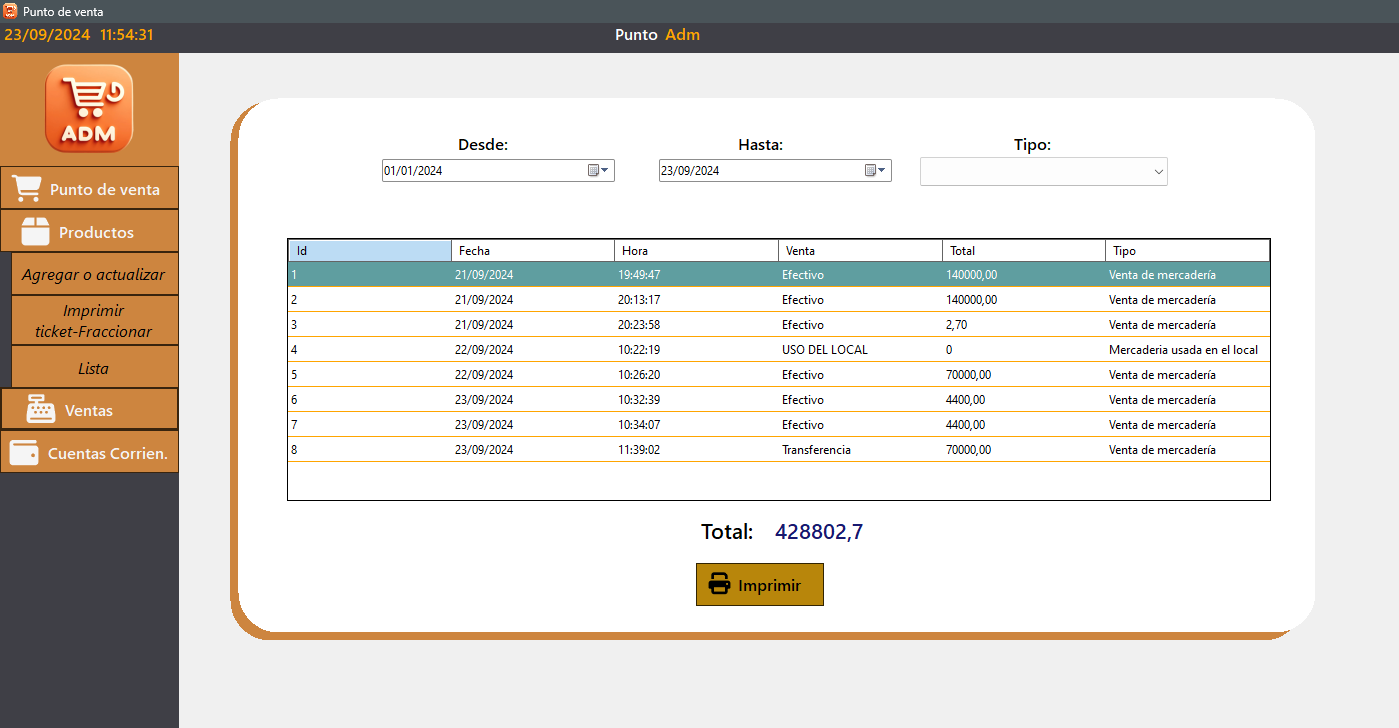 Punto de venta
23/09/2024 11:54:31
Punto Adm
ADM
Punto de venta
Productos
Agregar o actualizar
Imprimir
ticket-Fraccionar
Lista
Ventas
Cuentas Corrien.
Desde: Hasta: Tipo:
01/01/2024 23/09/2024
Id Fecha Hora Venta Total Tipo
1 21/09/2024 19:49:47 Efectivo 140000,00 Venta de mercadería
2 21/09/2024 20:13:17 Efectivo 140000,00 Venta de mercadería
3 21/09/2024 20:23:58 Efectivo 2,70 Venta de mercadería
4 22/09/2024 10:22:19 USO DEL LOCAL 0 Mercaderia usada en el local
5 22/09/2024 10:26:20 Efectivo 70000,00 Venta de mercadería
6 23/09/2024 10:32:39 Efectivo 4400,00 Venta de mercadería
7 23/09/2024 10:34:07 Efectivo 4400,00 Venta de mercadería
8 23/09/2024 11:39:02 Transferencia 70000,00 Venta de mercadería
Total: 428802,7
Imprimir